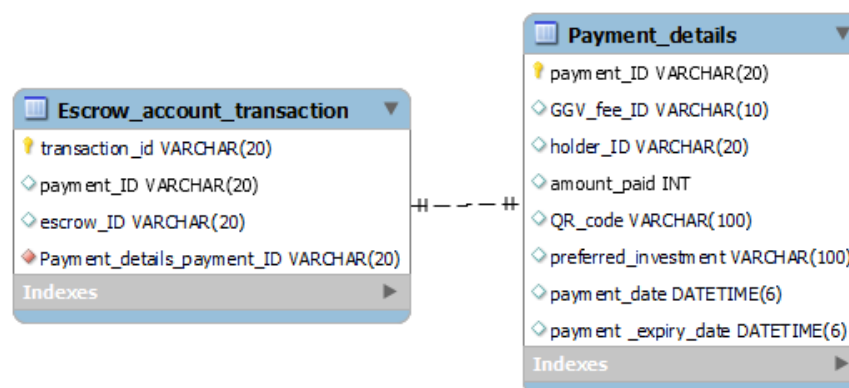 Escrow_account_transaction
transaction_id VARCHAR(20)
payment_ID VARCHAR(20)
escrow_ID VARCHAR(20)
Payment_details_payment_ID VARCHAR(20)
Indexes
Payment_details
payment_ID VARCHAR(20)
GGV_fee_ID VARCHAR(10)
holder_ID VARCHAR(20)
amount_paid INT
QR_code VARCHAR(100)
preferred_investment VARCHAR(100)
payment_date DATETIME(6)
payment _expiry_date DATETIME(6)
Indexes